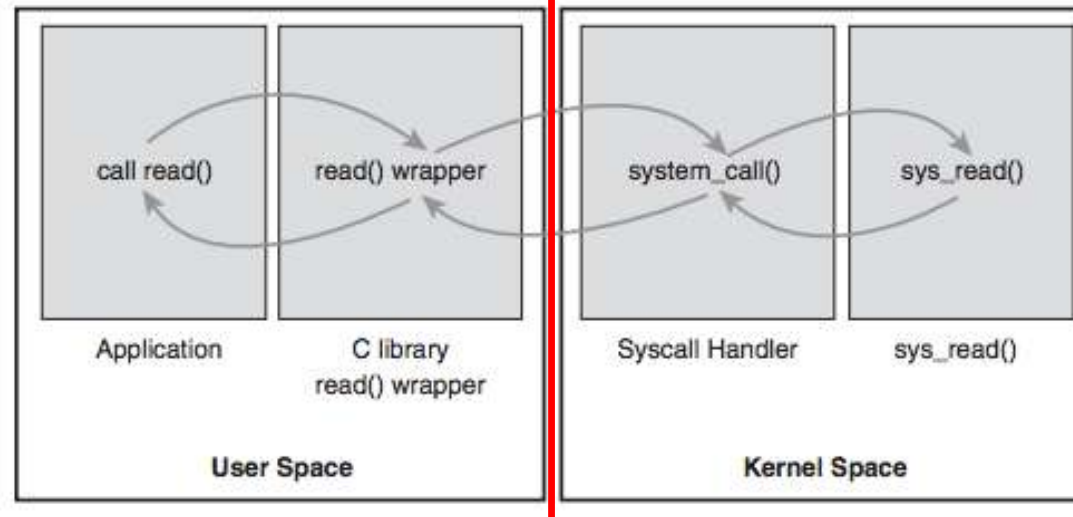 call read()
read() wrapper
system_call()
sys_read()
Application
C library
read() wrapper
Syscall Handler
sys_read()
User Space
Kernel Space